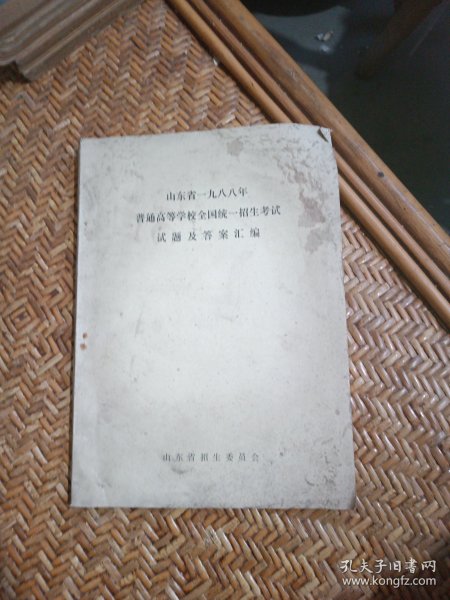 山东省一九八八年
普通高等学校全国统一招生考试
试题及答案汇编
山东省招生委员会
孔夫子旧书网
www.kongfz.com